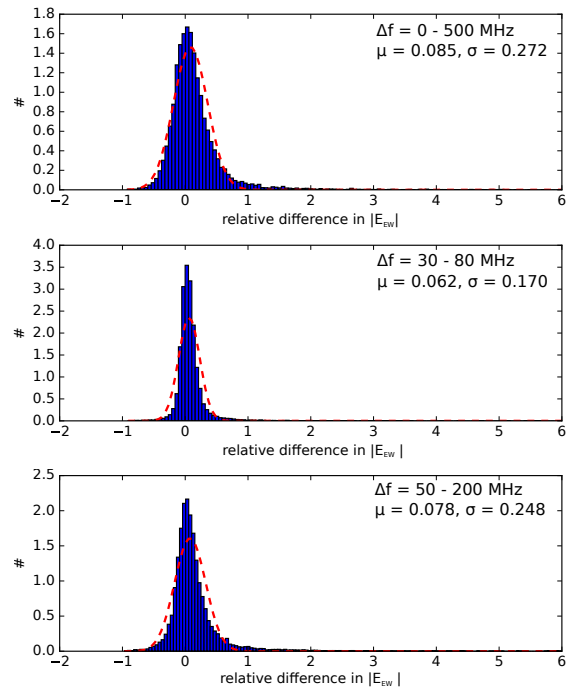 1.8
1.6
1.4
1.2
1.0
0.8
0.6
0.4
0.2
0.0
#
Δf = 0 - 500 MHz
μ = 0.085, σ = 0.272
−2 −1 0 1 2 3 4 5 6
relative difference in |E_EW|
4.0
3.5
3.0
2.5
2.0
1.5
1.0
0.5
0.0
#
Δf = 30 - 80 MHz
μ = 0.062, σ = 0.170
−2 −1 0 1 2 3 4 5 6
relative difference in |E_EW |
2.5
2.0
1.5
1.0
0.5
0.0
#
Δf = 50 - 200 MHz
μ = 0.078, σ = 0.248
−2 −1 0 1 2 3 4 5 6
relative difference in |E_EW |